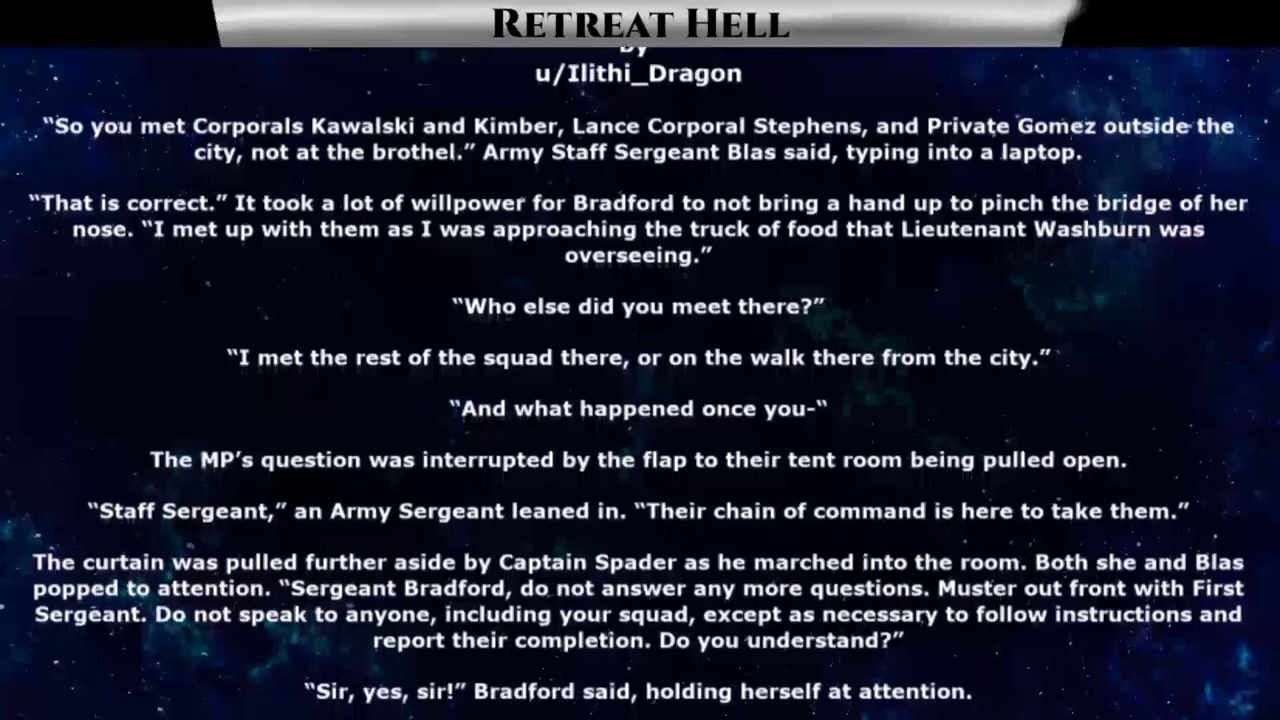 RETREAT HELL
by
u/Ilithi_Dragon
“So you met Corporals Kawalski and Kimber, Lance Corporal Stephens, and Private Gomez outside the
city, not at the brothel.” Army Staff Sergeant Blas said, typing into a laptop.
“That is correct.” It took a lot of willpower for Bradford to not bring a hand up to pinch the bridge of her
nose. “I met up with them as I was approaching the truck of food that Lieutenant Washburn was
overseeing.”
“Who else did you meet there?”
“I met the rest of the squad there, or on the walk there from the city.”
“And what happened once you-“
The MP’s question was interrupted by the flap to their tent room being pulled open.
“Staff Sergeant,” an Army Sergeant leaned in. “Their chain of command is here to take them.”
The curtain was pulled further aside by Captain Spader as he marched into the room. Both she and Blas
popped to attention. “Sergeant Bradford, do not answer any more questions. Muster out front with First
Sergeant. Do not speak to anyone, including your squad, except as necessary to follow instructions and
report their completion. Do you understand?”
“Sir, yes, sir!” Bradford said, holding herself at attention.